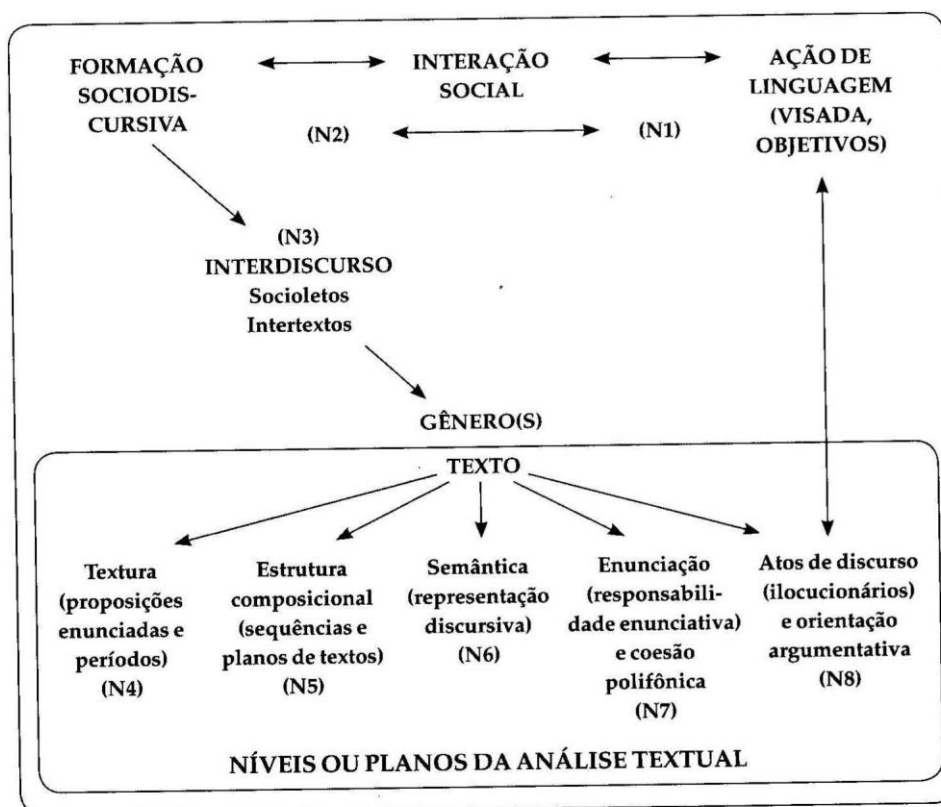 FORMAÇÃO
SOCIODIS-
CURSIVA
INTERAÇÃO
SOCIAL
AÇÃO DE
LINGUAGEM
(VISADA,
OBJETIVOS)
(N2)
(N1)
(N3)
INTERDISCURSO
Socioletos
Intertextos
GÊNERO(S)
TEXTO
Textura
(proposições
enunciadas e
períodos)
(N4)
Estrutura
composicional
(sequências e
planos de textos)
(N5)
Semântica
(representação
discursiva)
(N6)
Enunciação
(responsabili-
dade enunciativa)
e coesão
polifônica
(N7)
Atos de discurso
(ilocucionários)
e orientação
argumentativa
(N8)
NÍVEIS OU PLANOS DA ANÁLISE TEXTUAL